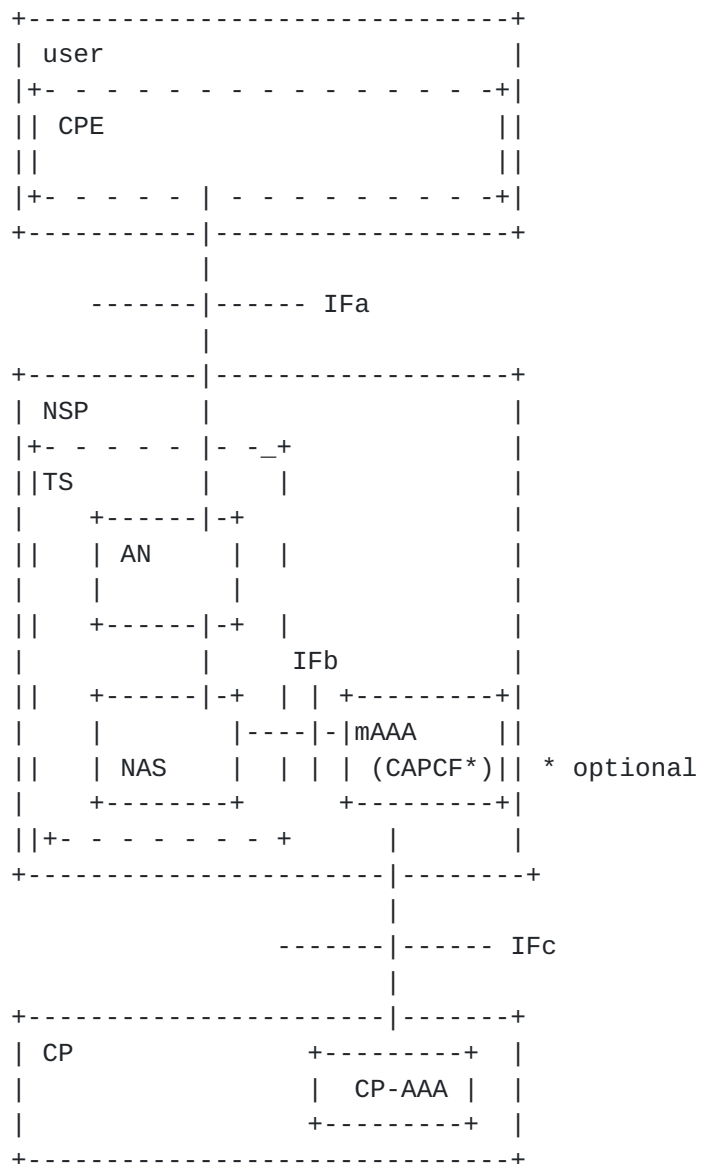 user
CPE
IFa
NSP
TS
AN
IFb
mAAA
NAS (CAPCF*) * optional
IFc
CP
CP-AAA